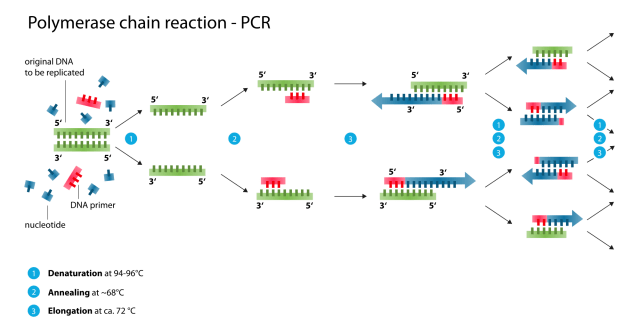 Polymerase chain reaction - PCR
original DNA
to be replicated
5’ 3’
3’ 5’
nucleotide
DNA primer
1
5’ 3’
3’ 5’
2
5’ 3’
3’ 5’
3
5’ 3’
3’ 5’
5’ 3’
3’ 5’
1
2
3
1
2
3
1 Denaturation at 94-96°C
2 Annealing at ~68°C
3 Elongation at ca. 72 °C